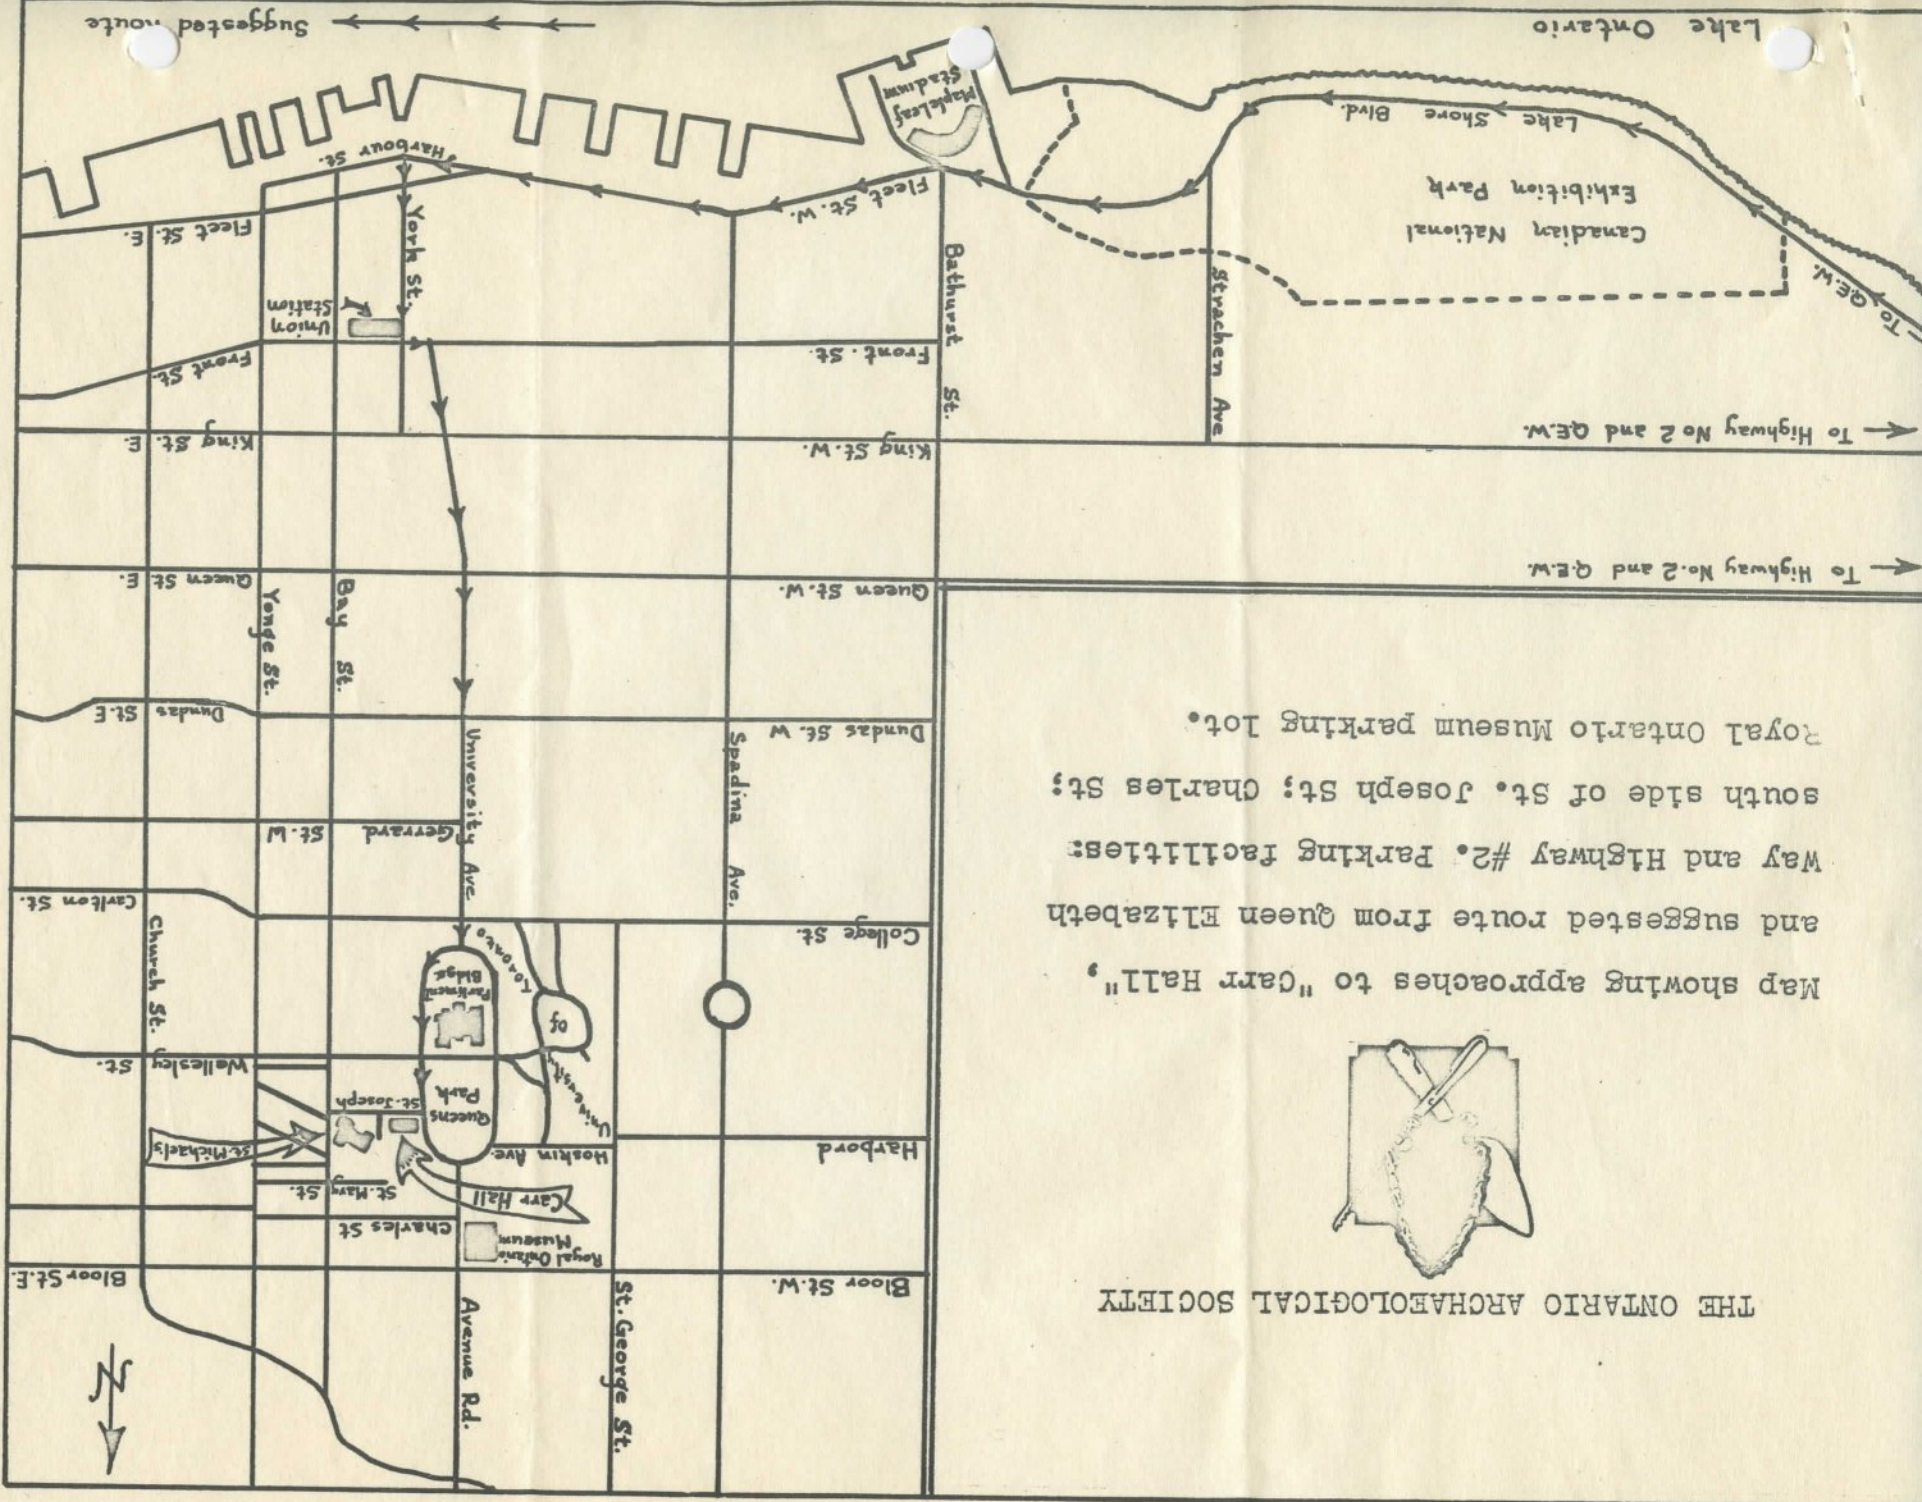 THE ONTARIO ARCHAEOLOGICAL SOCIETY
Map showing approaches to "Carr Hall",
and suggested route from Queen Elizabeth
Way and Highway #2. Parking facilities:
south side of St. Joseph St; Charles St;
Royal Ontario Museum parking lot.
St. George St.
Avenue Rd.
Bloor St. W.
Bloor St. E.
Royal Ontario
Museum
Charles St
Carr Hall
St. Mary St.
St. Michael's
Harbord
Hoskin Ave.
Queens
Park
St. Joseph
University
of
Toronto
Wellesley St.
Parliment
Bldgs
Church St.
College St.
Carlton St.
Spadina Ave.
University Ave
Gerrard St. W
Dundas St. W
Dundas St. E
Bay St.
Yonge St.
To Highway No. 2 and Q.E.W.
Queen St. W.
Queen St. E.
To Highway No 2 and Q.E.W.
King St. W.
King St. E
Strachen Ave
Bathurst St.
Front. St.
Front St.
Union
Station
York St.
To Q.E.W.
Canadian National
Exhibition Park
Fleet St. W.
Fleet St. E.
Harbour St.
Lake Shore Blvd.
Maple Leaf
Stadium
Lake Ontario
Suggested route
N